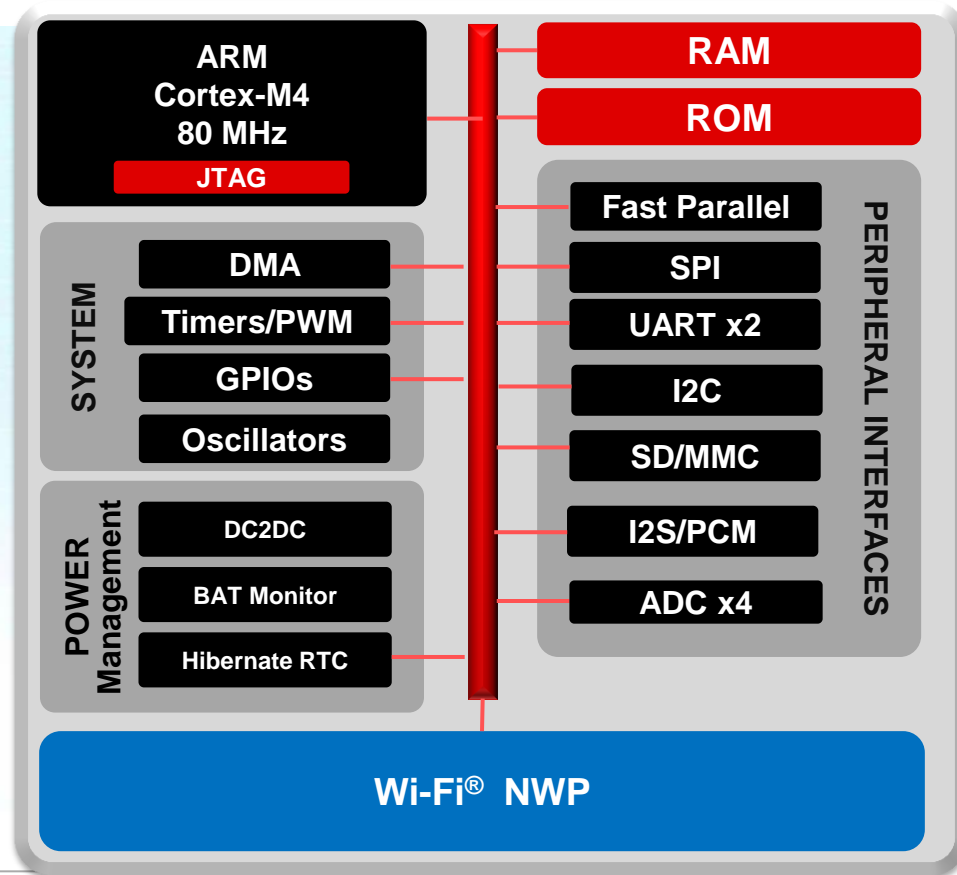 ARM
Cortex-M4
80 MHz
JTAG
SYSTEM
DMA
Timers/PWM
GPIOs
Oscillators
POWER
Management
DC2DC
BAT Monitor
Hibernate RTC
RAM
ROM
PERIPHERAL INTERFACES
Fast Parallel
SPI
UART x2
I2C
SD/MMC
I2S/PCM
ADC x4
Wi-Fi® NWP